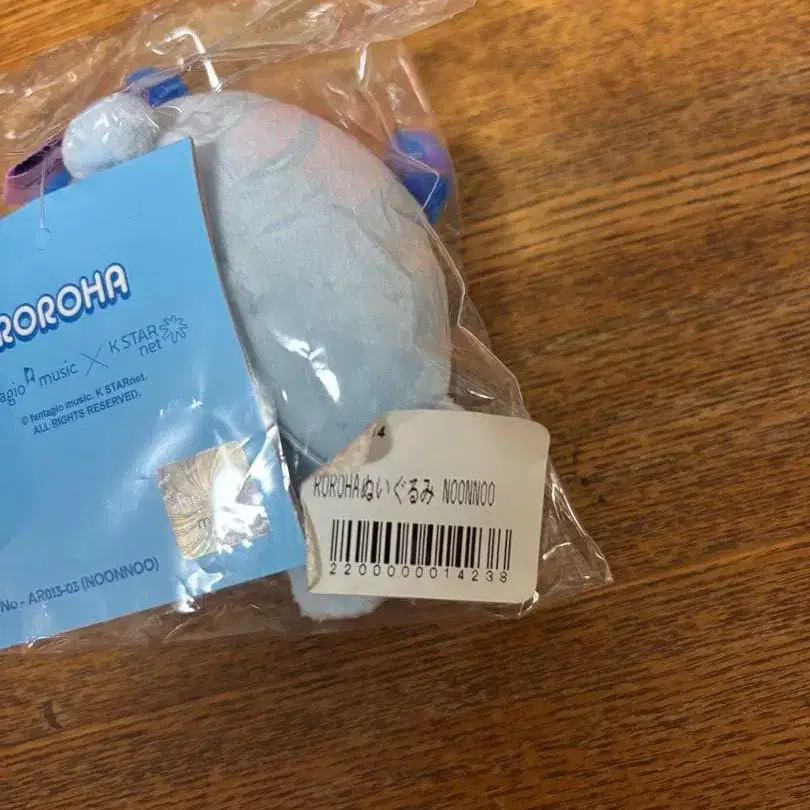 ROROHA
music × K STAR net
© fantagio music. K STARnet.
ALL RIGHTS RESERVED.
No - AR013-03 (NOONNOO)
ROROHAぬいぐるみ NOONNOO
2200000014238